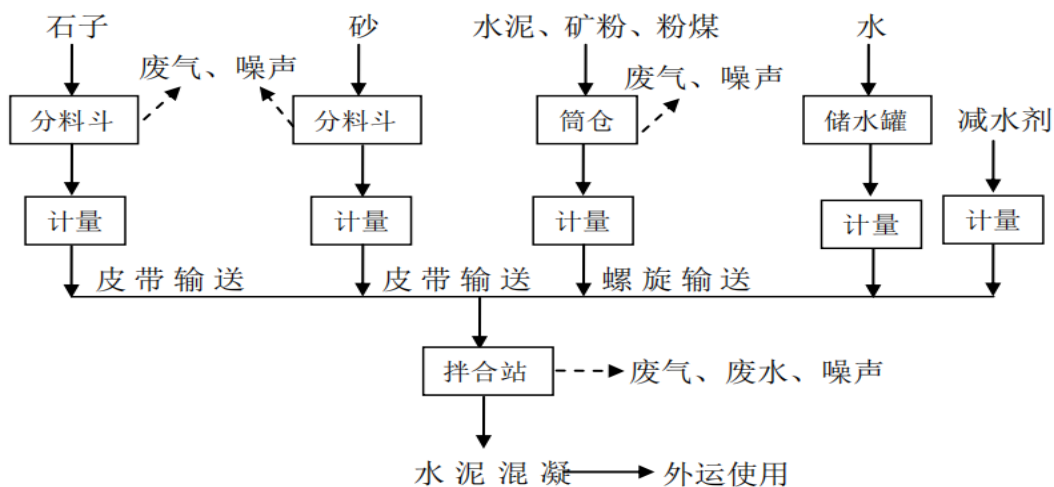 石子
砂
水泥、矿粉、粉煤
水
废气、噪声
废气、噪声
分料斗
分料斗
筒仓
储水罐
减水剂
计量
计量
计量
计量
计量
皮带输送
皮带输送
螺旋输送
拌合站
废气、废水、噪声
水泥混凝
外运使用